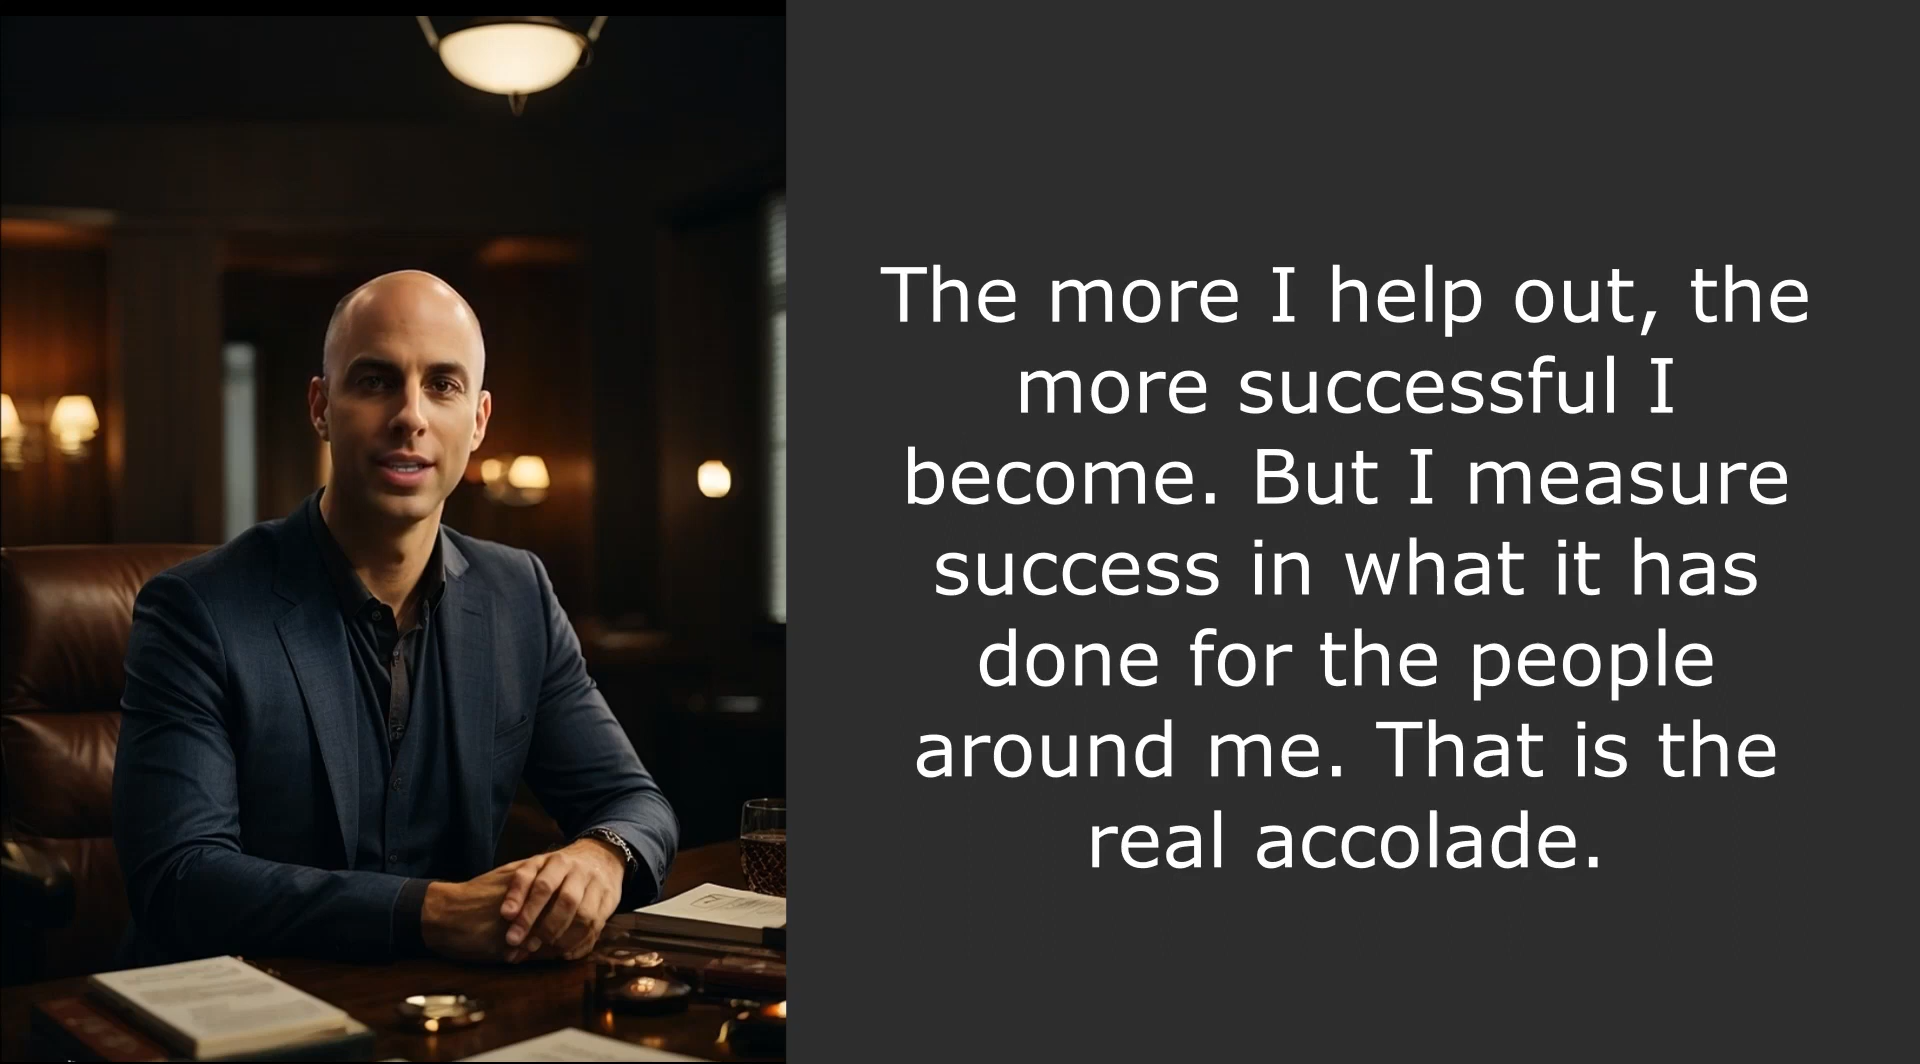 The more I help out, the
more successful I
become. But I measure
success in what it has
done for the people
around me. That is the
real accolade.